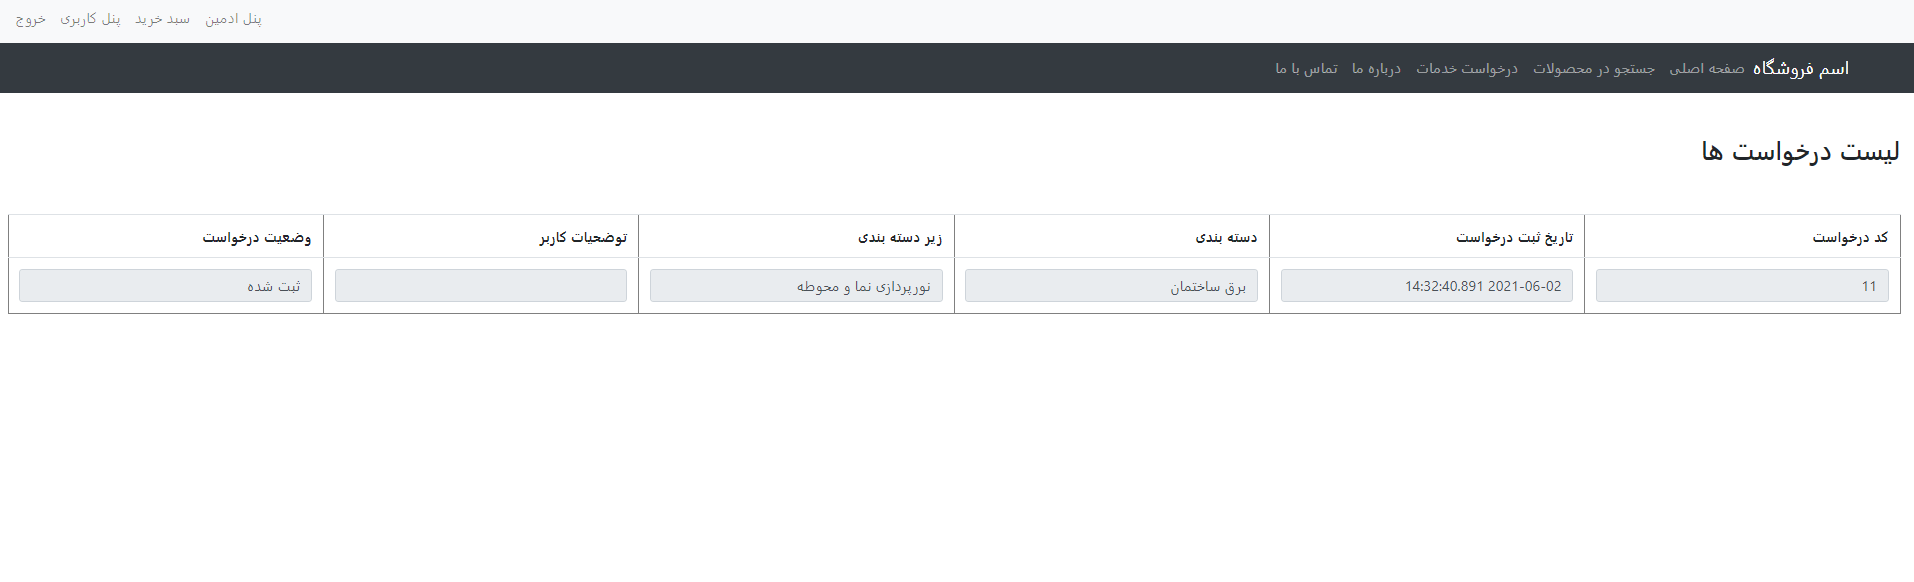 پنل ادمین سبد خرید پنل کاربری خروج
اسم فروشگاه صفحه اصلی جستجو در محصولات درخواست خدمات درباره ما تماس با ما
لیست درخواست ها
کد درخواست تاریخ ثبت درخواست دسته بندی زیر دسته بندی توضحیات کاربر وضعیت درخواست
11 2021-06-02 14:32:40.891 برق ساختمان نورپردازی نما و محوطه ثبت شده